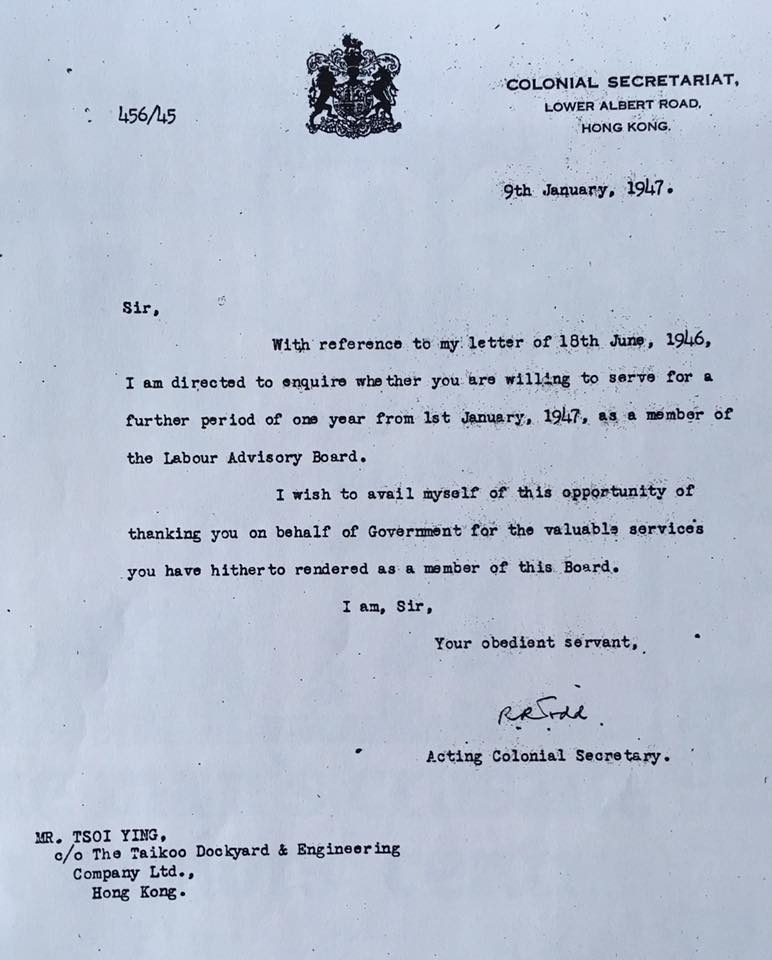 456/45
COLONIAL SECRETARIAT,
LOWER ALBERT ROAD,
HONG KONG.
9th January, 1947.
Sir,
With reference to my letter of 18th June, 1946,
I am directed to enquire whether you are willing to serve for a
further period of one year from 1st January, 1947, as a member of
the Labour Advisory Board.
I wish to avail myself of this opportunity of
thanking you on behalf of Government for the valuable services
you have hitherto rendered as a member of this Board.
I am, Sir,
Your obedient servant,
R.R. Todd.
Acting Colonial Secretary.
MR. TSOI YING,
c/o The Taikoo Dockyard & Engineering
Company Ltd.,
Hong Kong.